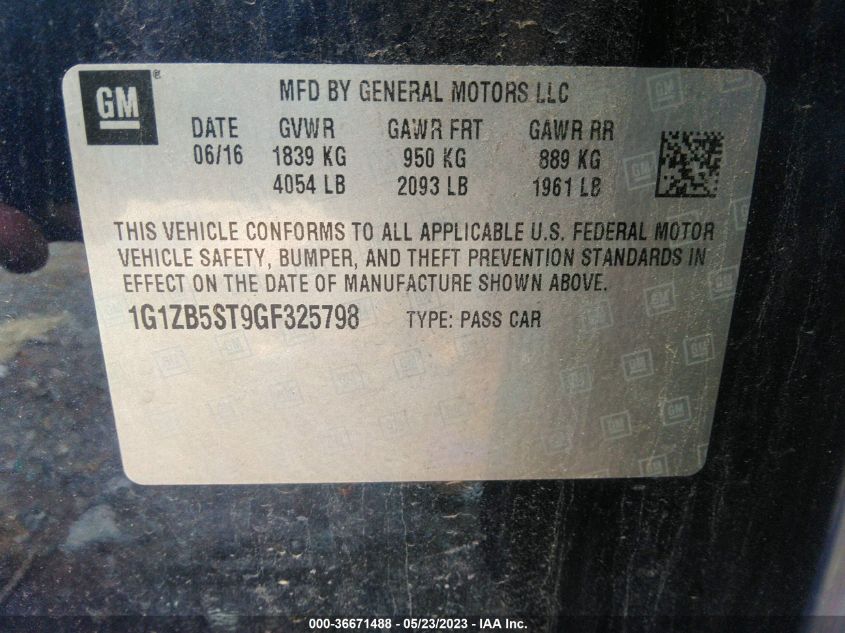 GM ®
MFD BY GENERAL MOTORS LLC
DATE GVWR GAWR FRT GAWR RR
06/16 1839 KG 950 KG 889 KG
4054 LB 2093 LB 1961 LB
THIS VEHICLE CONFORMS TO ALL APPLICABLE U.S. FEDERAL MOTOR
VEHICLE SAFETY, BUMPER, AND THEFT PREVENTION STANDARDS IN
EFFECT ON THE DATE OF MANUFACTURE SHOWN ABOVE.
1G1ZB5ST9GF325798 TYPE: PASS CAR
000-36671488 — 05/23/2023 — IAA Inc.